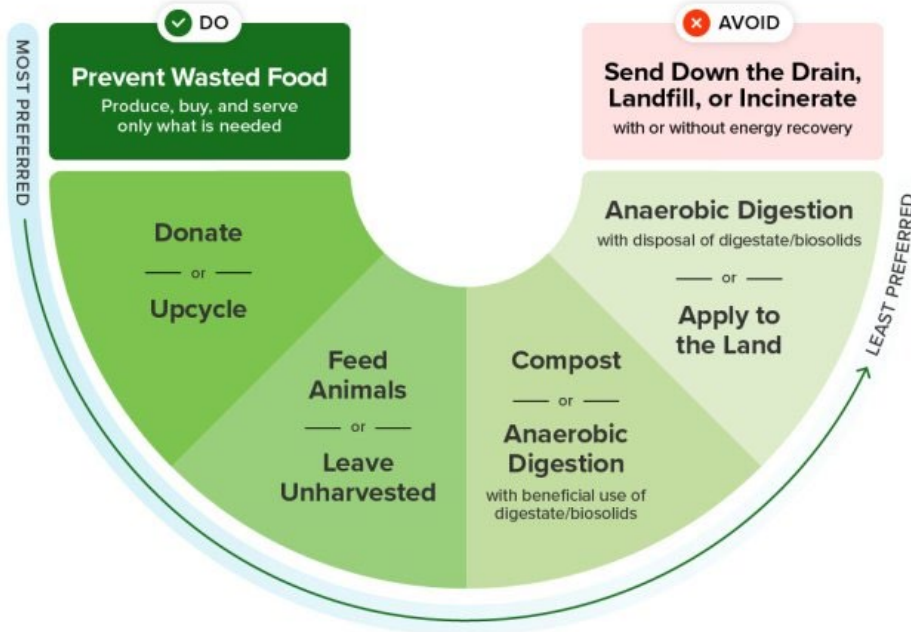 DO
Prevent Wasted Food
Produce, buy, and serve
only what is needed
AVOID
Send Down the Drain,
Landfill, or Incinerate
with or without energy recovery
MOST PREFERRED
Donate
or
Upcycle
Feed
Animals
or
Leave
Unharvested
Compost
or
Anaerobic
Digestion
with beneficial use of
digestate/biosolids
Anaerobic Digestion
with disposal of digestate/biosolids
or
Apply to
the Land
LEAST PREFERRED